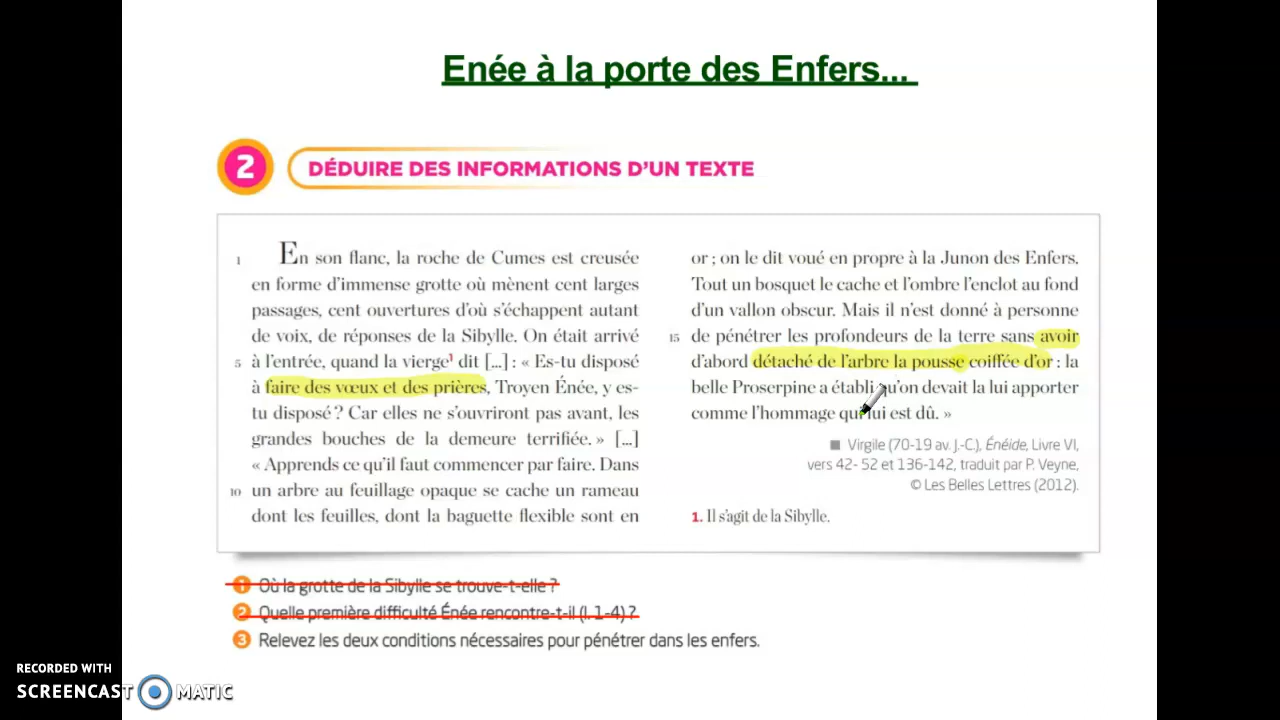 Enée à la porte des Enfers...
2 DÉDUIRE DES INFORMATIONS D'UN TEXTE
1 En son flanc, la roche de Cumes est creusée
en forme d'immense grotte où mènent cent larges
passages, cent ouvertures d'où s'échappent autant
de voix, de réponses de la Sibylle. On était arrivé
5 à l'entrée, quand la vierge1 dit [...] : « Es-tu disposé
à faire des vœux et des prières, Troyen Énée, y es-
tu disposé ? Car elles ne s'ouvriront pas avant, les
grandes bouches de la demeure terrifiée. » [...]
« Apprends ce qu'il faut commencer par faire. Dans
10 un arbre au feuillage opaque se cache un rameau
dont les feuilles, dont la baguette flexible sont en
or ; on le dit voué en propre à la Junon des Enfers.
Tout un bosquet le cache et l'ombre l'enclot au fond
d'un vallon obscur. Mais il n'est donné à personne
15 de pénétrer les profondeurs de la terre sans avoir
d'abord détaché de l'arbre la pousse coiffée d'or : la
belle Proserpine a établi qu'on devait la lui apporter
comme l'hommage qui lui est dû. »
■ Virgile (70-19 av. J.-C.), Énéide, Livre VI,
vers 42- 52 et 136-142, traduit par P. Veyne,
© Les Belles Lettres (2012).
1. Il s'agit de la Sibylle.
1 Où la grotte de la Sibylle se trouve-t-elle ?
2 Quelle première difficulté Énée rencontre-t-il (l. 1-4) ?
3 Relevez les deux conditions nécessaires pour pénétrer dans les enfers.
RECORDED WITH
SCREENCAST MATIC